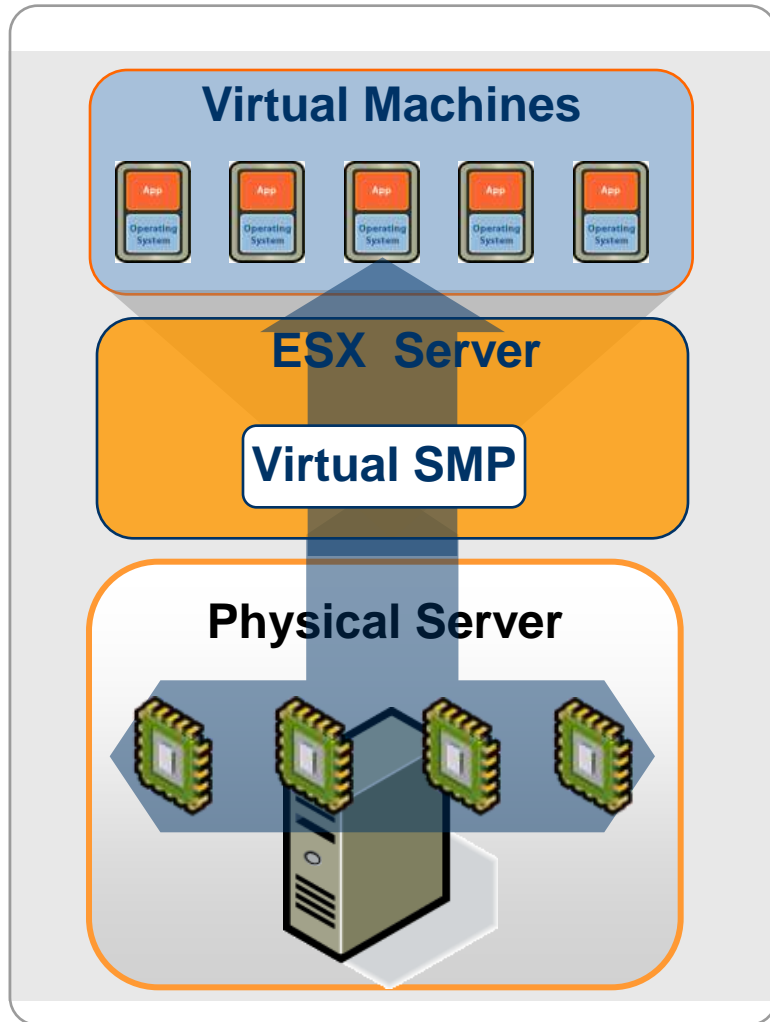 Virtual Machines
App
Operating
System
App
Operating
System
App
Operating
System
App
Operating
System
App
Operating
System
ESX Server
Virtual SMP
Physical Server